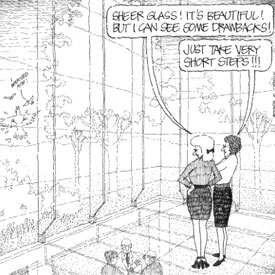 SHEER GLASS! IT'S BEAUTIFUL!
BUT I CAN SEE SOME DRAWBACKS!
JUST TAKE VERY
SHORT STEPS!!!